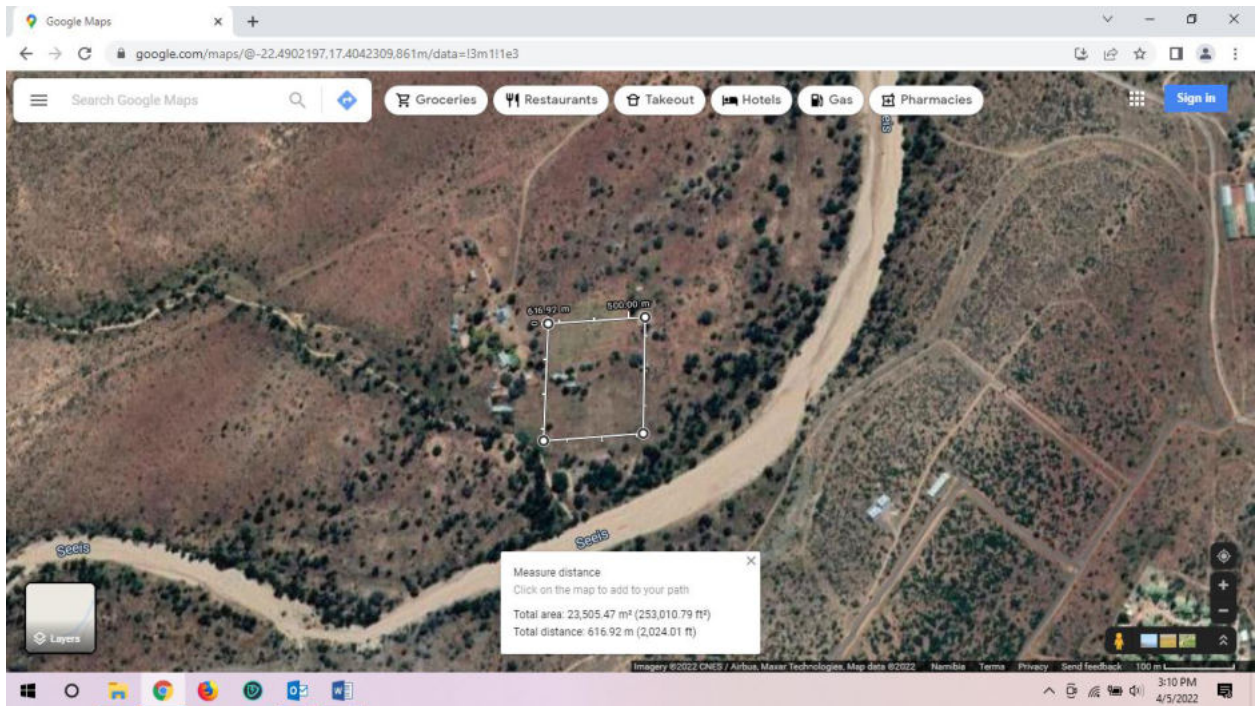 Google Maps
google.com/maps/@-22.4902197,17.4042309,861m/data=!3m1!1e3
Search Google Maps
Groceries
Restaurants
Takeout
Hotels
Gas
Pharmacies
Sign in
eis
616.92 m
500.00 m
0
Seeis
Seeis
Measure distance
Click on the map to add to your path
Total area: 23,505.47 m² (253,010.79 ft²)
Total distance: 616.92 m (2,024.01 ft)
Layers
Imagery ©2022 CNES / Airbus, Maxar Technologies, Map data ©2022 Namibia Terms Privacy Send feedback 100 m
3:10 PM
4/5/2022